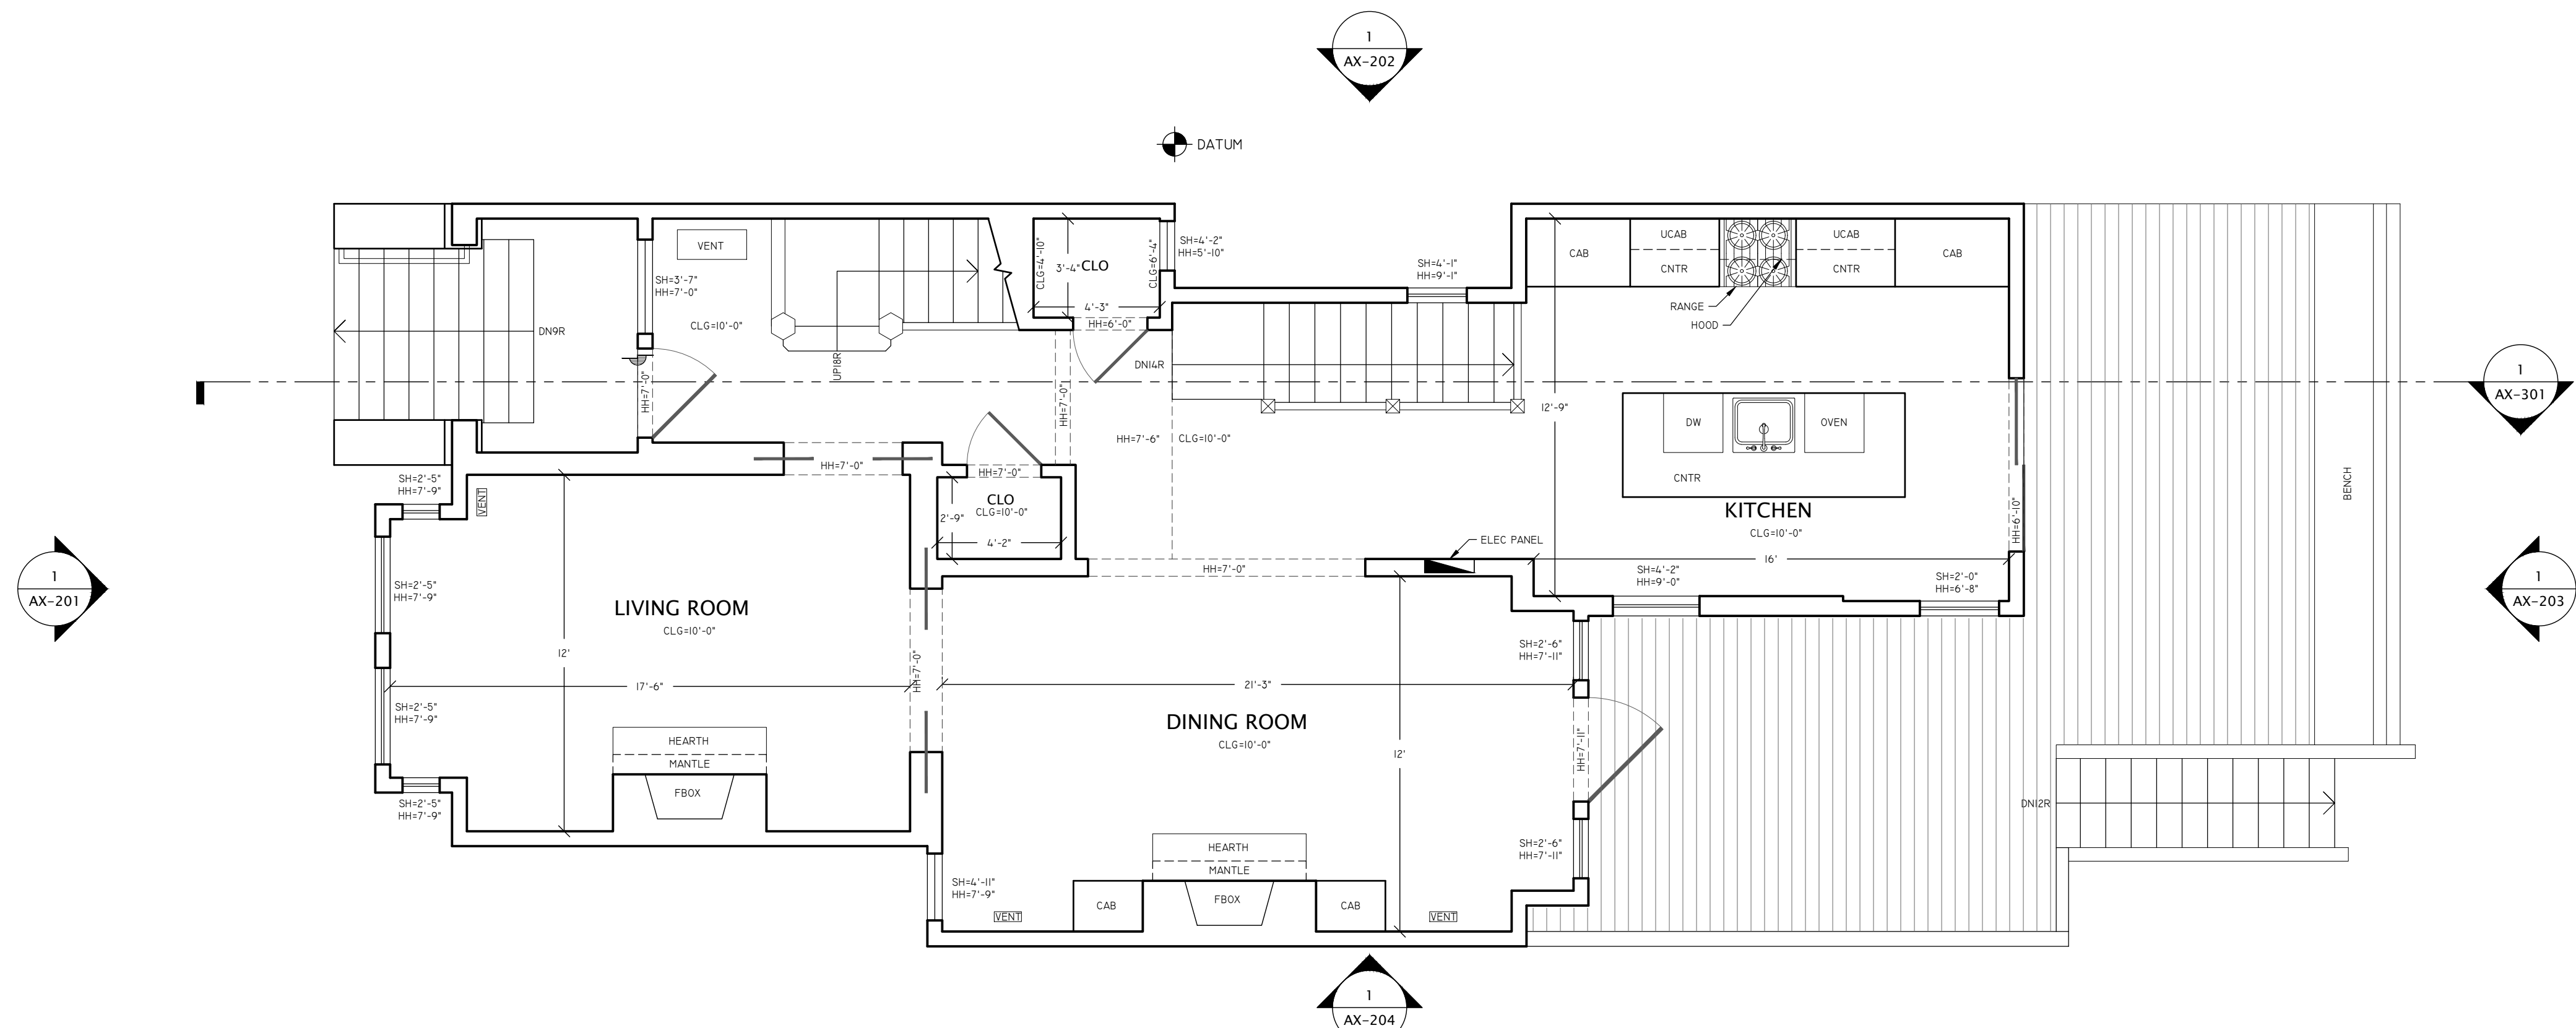 1
AX-202
DATUM
VENT
SH=3'-7"
HH=7'-0"
CLG=10'-0"
DN9R
HH=7'-0"
UP18R
CLG=4'-10"
3'-4"
CLO
CLG=6'-4"
4'-3"
HH=6'-0"
SH=4'-2"
HH=5'-10"
SH=4'-1"
HH=9'-1"
DN14R
HH=7'-0"
HH=7'-6"
CLG=10'-0"
CAB
UCAB
CNTR
UCAB
CNTR
CAB
RANGE
HOOD
12'-9"
DW
OVEN
CNTR
KITCHEN
CLG=10'-0"
16'
HH=6'-10"
BENCH
1
AX-301
HH=7'-0"
HH=7'-0"
CLO
CLG=10'-0"
2'-9"
4'-2"
SH=2'-5"
HH=7'-9"
VENT
ELEC PANEL
HH=7'-0"
SH=4'-2"
HH=9'-0"
SH=2'-0"
HH=6'-8"
1
AX-201
1
AX-203
SH=2'-5"
HH=7'-9"
LIVING ROOM
CLG=10'-0"
12'
17'-6"
HH=7'-0"
21'-3"
SH=2'-6"
HH=7'-11"
SH=2'-5"
HH=7'-9"
DINING ROOM
CLG=10'-0"
12'
HH=7'-11"
HEARTH
MANTLE
FBOX
SH=2'-5"
HH=7'-9"
DN12R
HEARTH
MANTLE
FBOX
CAB
CAB
SH=4'-11"
HH=7'-9"
VENT
VENT
SH=2'-6"
HH=7'-11"
1
AX-204